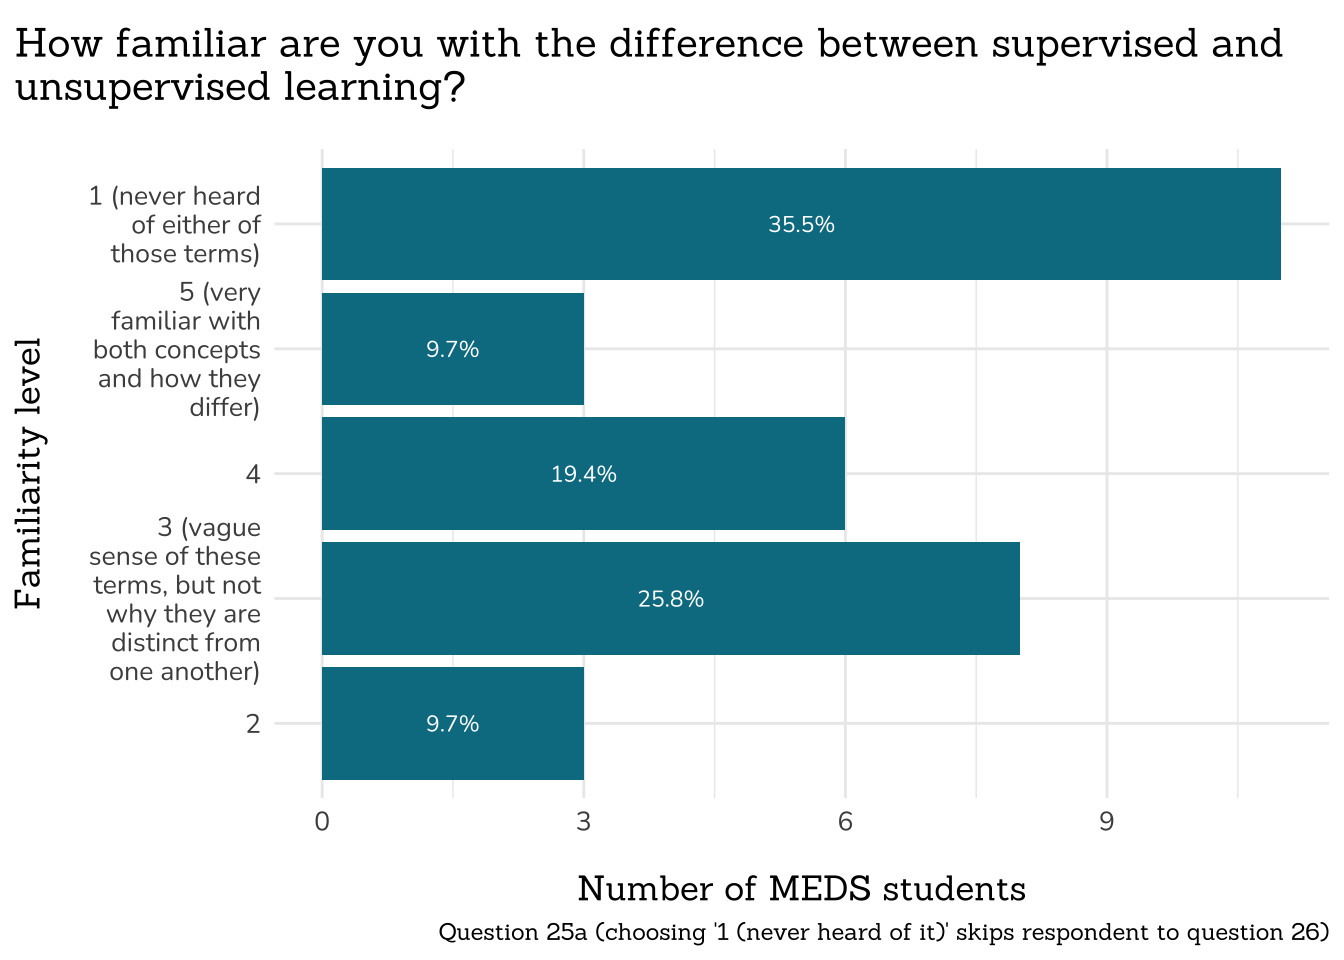 How familiar are you with the difference between supervised and
unsupervised learning?
Familiarity level
1 (never heard
of either of
those terms)
35.5%
5 (very
familiar with
both concepts
and how they
differ)
9.7%
4
19.4%
3 (vague
sense of these
terms, but not
why they are
distinct from
one another)
25.8%
2
9.7%
0 3 6 9
Number of MEDS students
Question 25a (choosing '1 (never heard of it)' skips respondent to question 26)